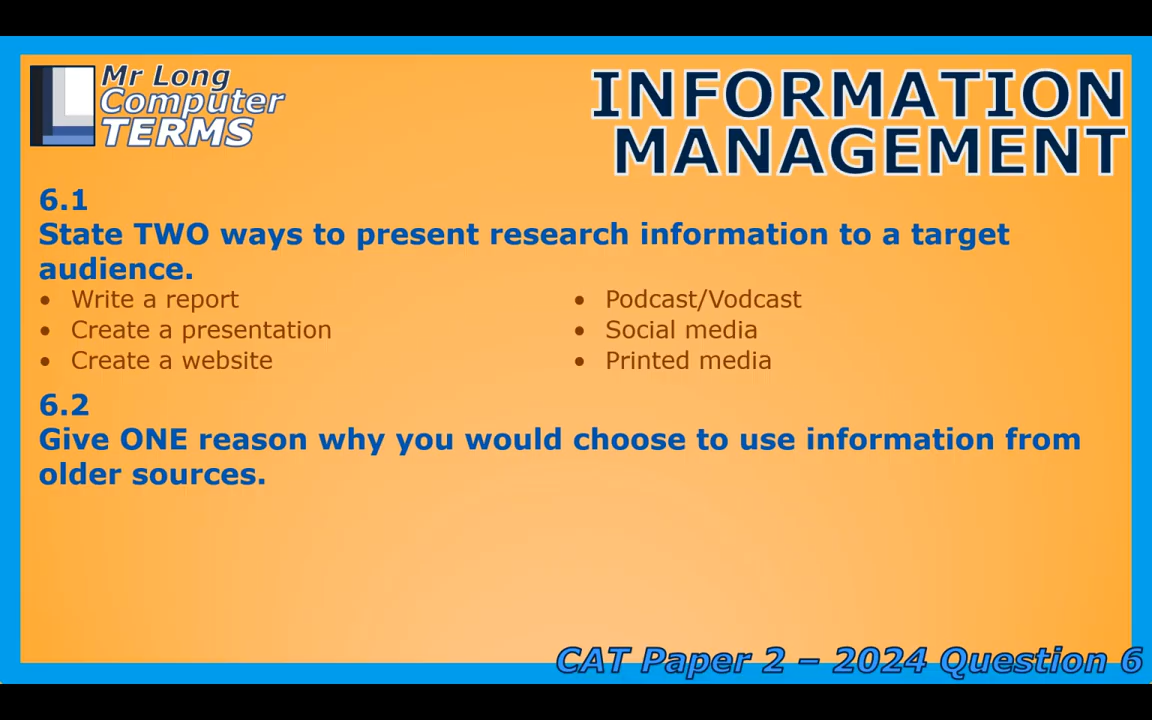 Mr Long
Computer
TERMS
INFORMATION
MANAGEMENT
6.1
State TWO ways to present research information to a target
audience.
• Write a report
• Create a presentation
• Create a website
• Podcast/Vodcast
• Social media
• Printed media
6.2
Give ONE reason why you would choose to use information from
older sources.
CAT Paper 2 – 2024 Question 6